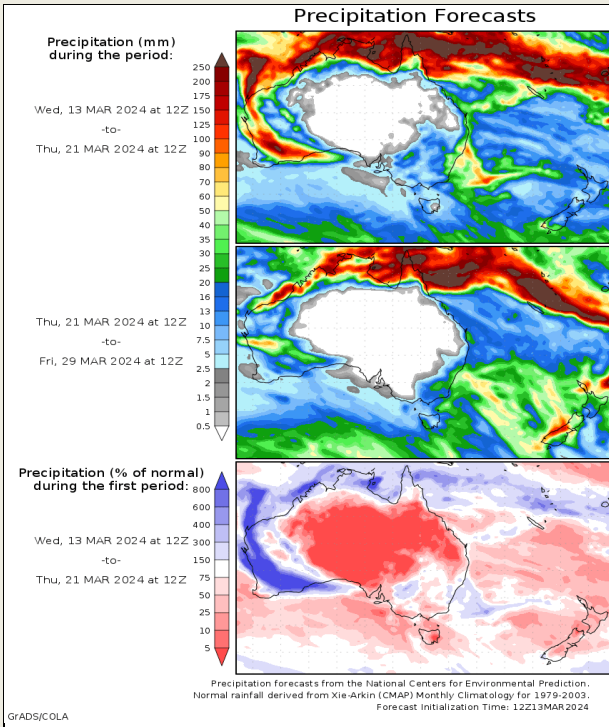 Precipitation Forecasts
Precipitation (mm)
during the period:
Wed, 13 MAR 2024 at 12Z
-to-
Thu, 21 MAR 2024 at 12Z
250
200
175
150
125
100
90
80
70
60
50
40
35
30
25
20
16
13
10
7.5
5
2.5
2
1.5
1
0.5
Thu, 21 MAR 2024 at 12Z
-to-
Fri, 29 MAR 2024 at 12Z
Precipitation (% of normal)
during the first period:
Wed, 13 MAR 2024 at 12Z
-to-
Thu, 21 MAR 2024 at 12Z
800
600
400
300
150
75
50
25
10
5
Precipitation forecasts from the National Centers for Environmental Prediction.
Normal rainfall derived from Xie-Arkin (CMAP) Monthly Climatology for 1979-2003.
Forecast Initialization Time: 12Z13MAR2024
GrADS/COLA